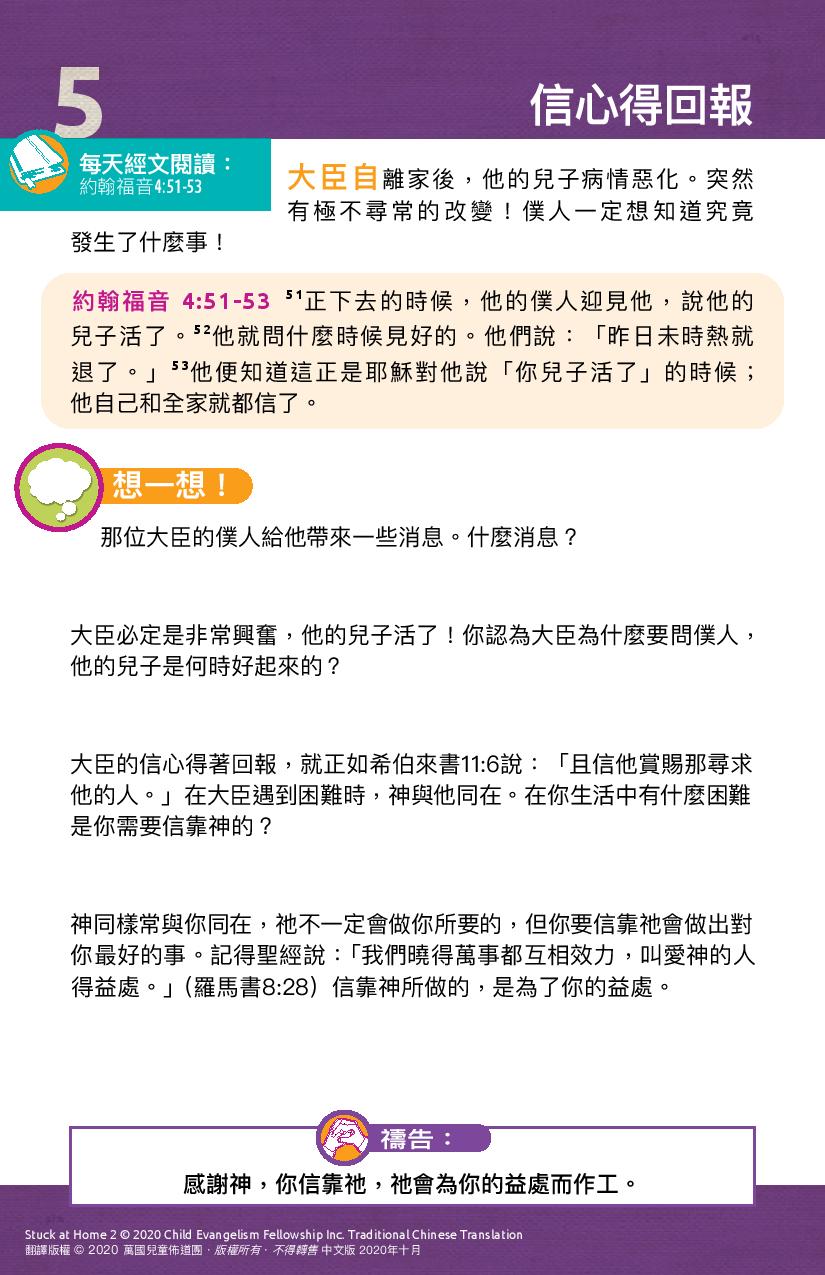 5
信心得回報
每天經文閱讀：
約翰福音4:51-53
大臣自離家後，他的兒子病情惡化。突然
有極不尋常的改變！僕人一定想知道究竟
發生了什麼事！
約翰福音 4:51-53 ⁵¹正下去的時候，他的僕人迎見他，說他的
兒子活了。⁵²他就問什麼時候見好的。他們說：「昨日未時熱就
退了。」⁵³他便知道這正是耶穌對他說「你兒子活了」的時候；
他自己和全家就都信了。
想一想！
那位大臣的僕人給他帶來一些消息。什麼消息？
大臣必定是非常興奮，他的兒子活了！你認為大臣為什麼要問僕人，
他的兒子是何時好起來的？
大臣的信心得著回報，就正如希伯來書11:6說：「且信他賞賜那尋求
他的人。」在大臣遇到困難時，神與他同在。在你生活中有什麼困難
是你需要信靠神的？
神同樣常與你同在，祂不一定會做你所要的，但你要信靠祂會做出對
你最好的事。記得聖經說：「我們曉得萬事都互相效力，叫愛神的人
得益處。」（羅馬書8:28）信靠神所做的，是為了你的益處。
禱告：
感謝神，你信靠祂，祂會為你的益處而作工。
Stuck at Home 2 © 2020 Child Evangelism Fellowship Inc. Traditional Chinese Translation
翻譯版權 © 2020 萬國兒童佈道團．版權所有．不得轉售 中文版 2020年十月